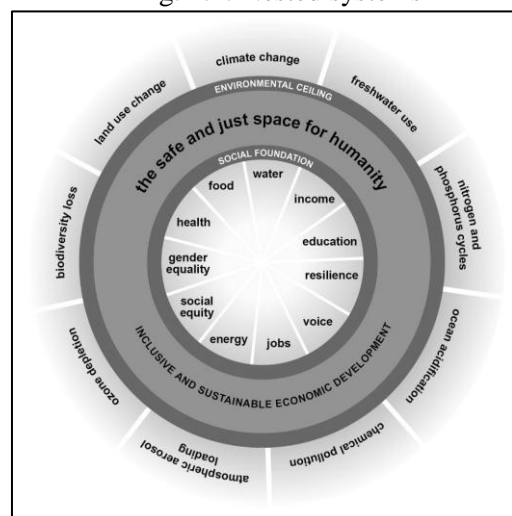 climate change
freshwater use
nitrogen and
phosphorus cycles
ocean acidification
chemical pollution
atmospheric aerosol
loading
ozone depletion
biodiversity loss
land use change
ENVIRONMENTAL CEILING
the safe and just space for humanity
SOCIAL FOUNDATION
water
income
education
resilience
voice
jobs
energy
social
equity
gender
equality
health
food
INCLUSIVE AND SUSTAINABLE ECONOMIC DEVELOPMENT